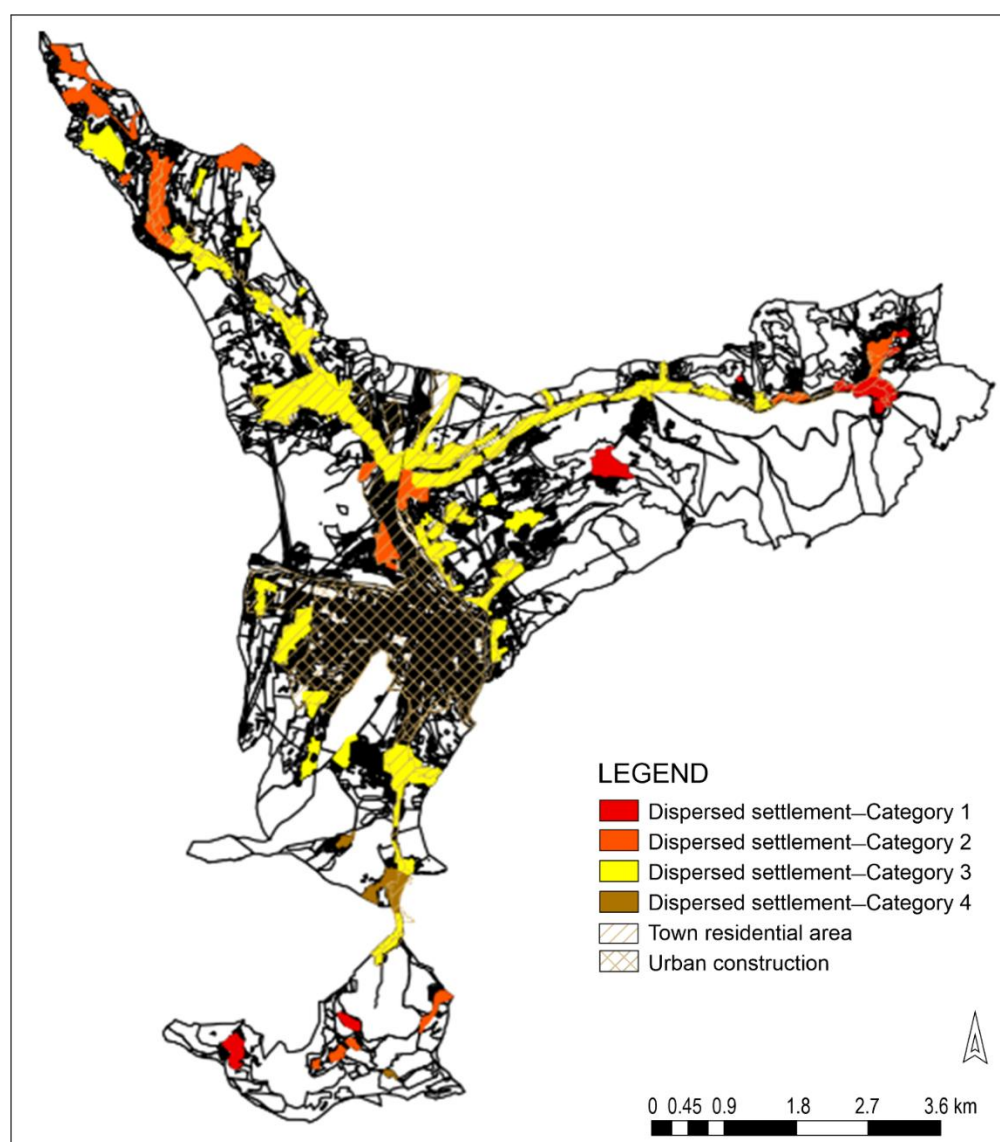 LEGEND
Dispersed settlement—Category 1
Dispersed settlement—Category 2
Dispersed settlement—Category 3
Dispersed settlement—Category 4
Town residential area
Urban construction
0 0.45 0.9 1.8 2.7 3.6 km